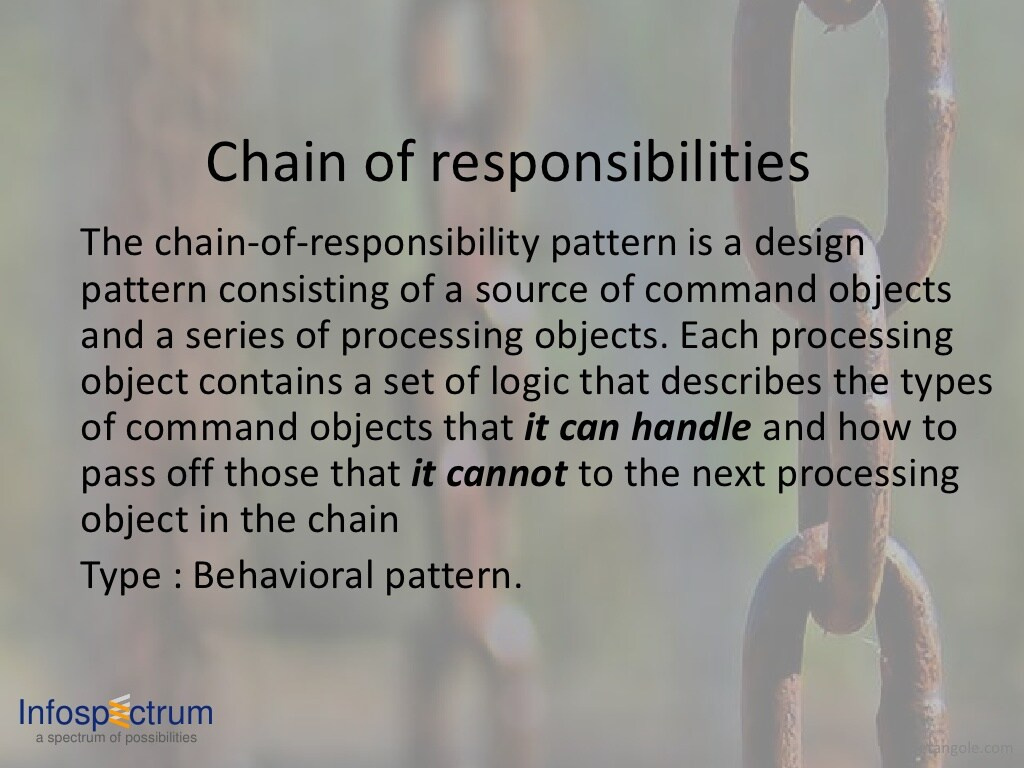 Chain of responsibilities
The chain-of-responsibility pattern is a design
pattern consisting of a source of command objects
and a series of processing objects. Each processing
object contains a set of logic that describes the types
of command objects that it can handle and how to
pass off those that it cannot to the next processing
object in the chain
Type : Behavioral pattern.
Infospectrum
a spectrum of possibilities